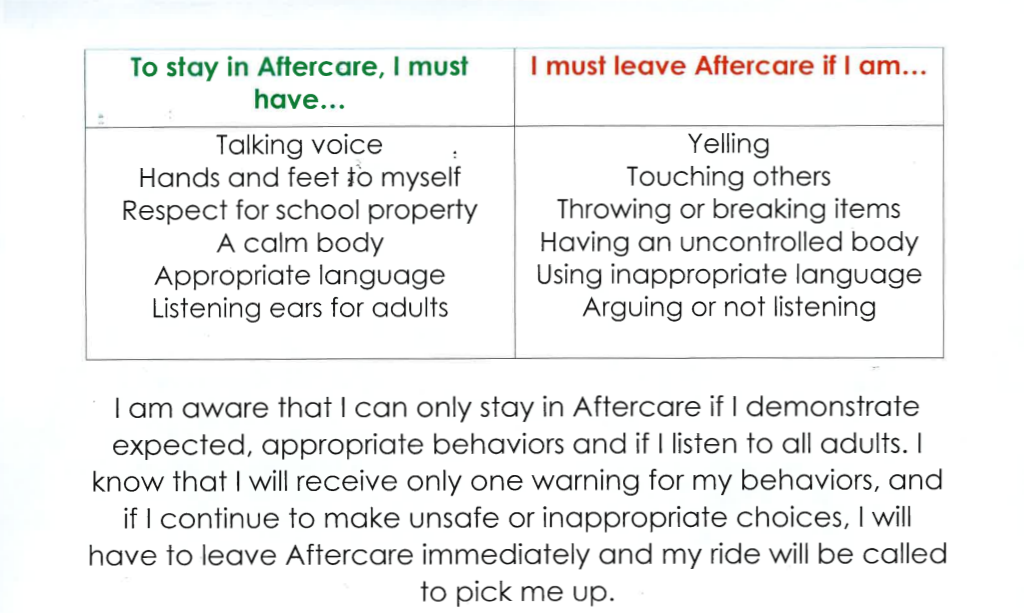 To stay in Aftercare, I must
have...
I must leave Aftercare if I am...
Talking voice
Hands and feet to myself
Respect for school property
A calm body
Appropriate language
Listening ears for adults
Yelling
Touching others
Throwing or breaking items
Having an uncontrolled body
Using inappropriate language
Arguing or not listening
I am aware that I can only stay in Aftercare if I demonstrate
expected, appropriate behaviors and if I listen to all adults. I
know that I will receive only one warning for my behaviors, and
if I continue to make unsafe or inappropriate choices, I will
have to leave Aftercare immediately and my ride will be called
to pick me up.